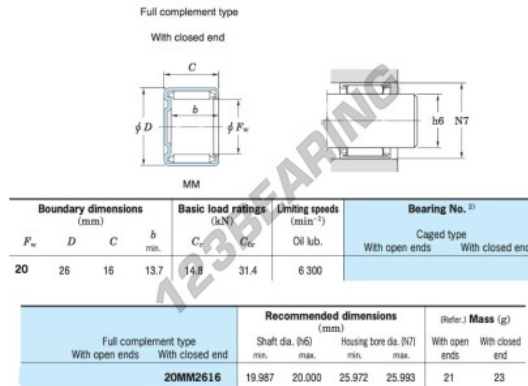 Full complement type
With closed end
C
b
φ D
φ Fw
h6
N7
MM
123BEARING
Boundary dimensions
(mm)
Basic load ratings
(kN)
Limiting speeds
(min⁻¹)
Bearing No. ²⁾
Fw D C b
min.
Cr C0r
Oil lub.
Caged type
With open ends With closed end
20 26 16 13.7 14.8 31.4 6 300
Recommended dimensions
(mm)
(Refer.) Mass (g)
Full complement type
With open ends With closed end
Shaft dia. (h6)
min. max.
Housing bore dia. (N7)
min. max.
With open ends
With closed end
20MM2616 19.987 20.000 25.972 25.993 21 23